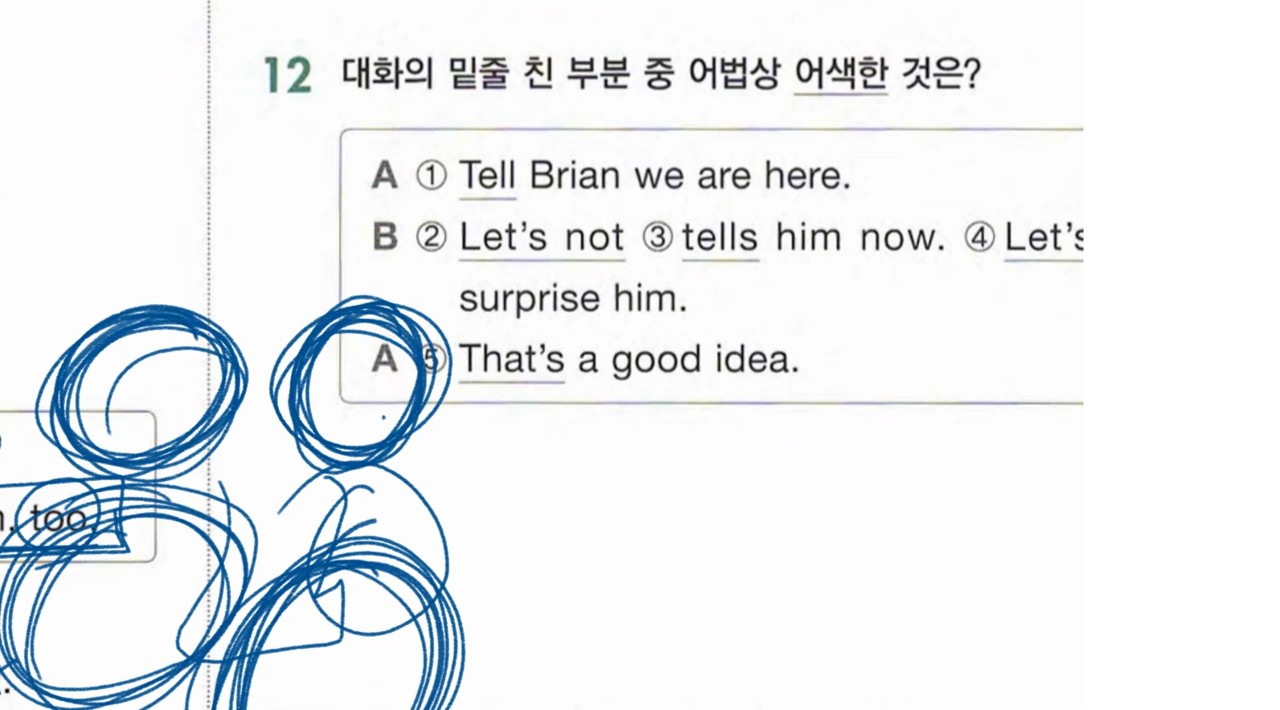 12 대화의 밑줄 친 부분 중 어법상 어색한 것은?
A ① Tell Brian we are here.
B ② Let's not ③ tells him now. ④ Let's
surprise him.
A ⑤ That's a good idea.
too,